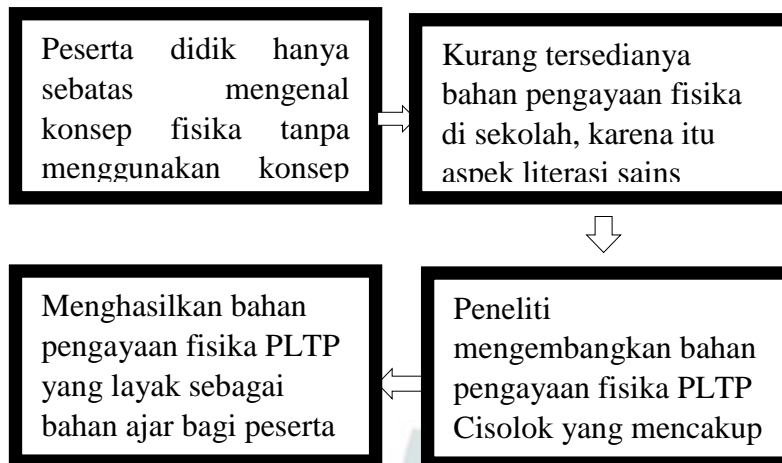 Peserta didik hanya
sebatas mengenal
konsep fisika tanpa
menggunakan konsep
Kurang tersedianya
bahan pengayaan fisika
di sekolah, karena itu
aspek literasi sains
Peneliti
mengembangkan bahan
pengayaan fisika PLTP
Cisolok yang mencakup
Menghasilkan bahan
pengayaan fisika PLTP
yang layak sebagai
bahan ajar bagi peserta